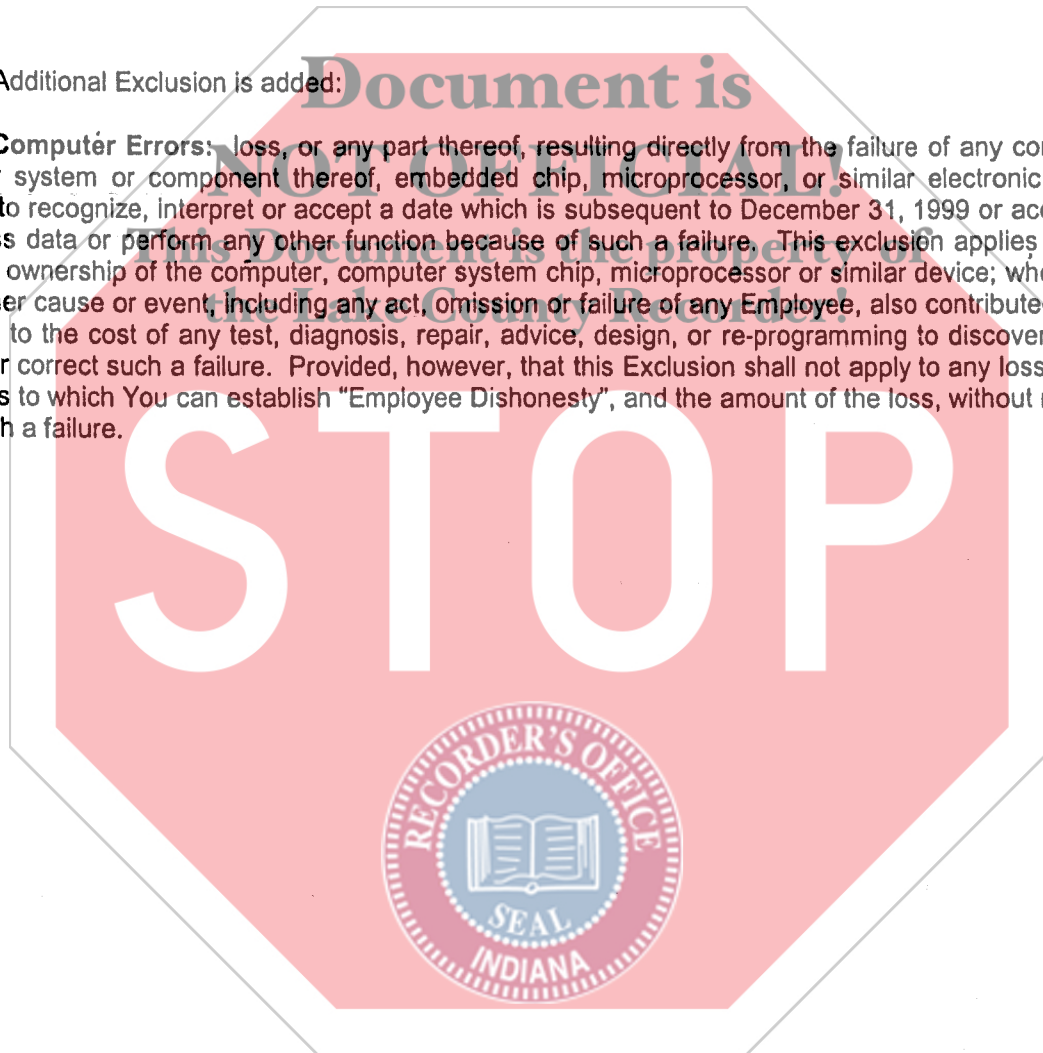 Additional Exclusion is added:
Document is
Computer Errors: loss, or any part thereof, resulting directly from the failure of any co
NOT OFFICIAL!
system or component thereof, embedded chip, microprocessor, or similar electronic
to recognize, interpret or accept a date which is subsequent to December 31, 1999 or ac
s data or perform any other function because of such a failure. This exclusion applies
This Document is the property of
ownership of the computer, computer system chip, microprocessor or similar device; whe
er cause or event, including any act, omission or failure of any Employee, also contribute
the Lake County Recorder!
to the cost of any test, diagnosis, repair, advice, design, or re-programming to discover
r correct such a failure. Provided, however, that this Exclusion shall not apply to any loss
s to which You can establish "Employee Dishonesty", and the amount of the loss, without
h a failure.
STOP
RECORDER'S OFFICE
SEAL
INDIANA